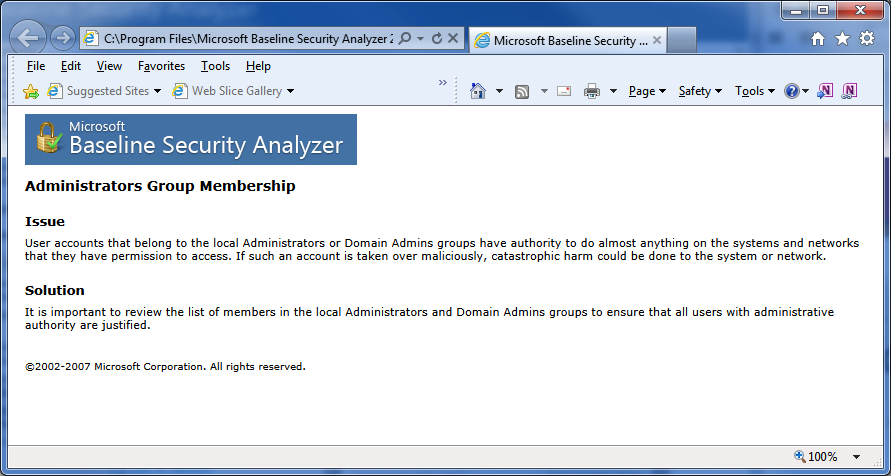 C:\Program Files\Microsoft Baseline Security Analyzer 2
Microsoft Baseline Security ...
File Edit View Favorites Tools Help
Suggested Sites Web Slice Gallery » Page Safety Tools
Microsoft
Baseline Security Analyzer
Administrators Group Membership
Issue
User accounts that belong to the local Administrators or Domain Admins groups have authority to do almost anything on the systems and networks
that they have permission to access. If such an account is taken over maliciously, catastrophic harm could be done to the system or network.
Solution
It is important to review the list of members in the local Administrators and Domain Admins groups to ensure that all users with administrative
authority are justified.
©2002-2007 Microsoft Corporation. All rights reserved.
100%